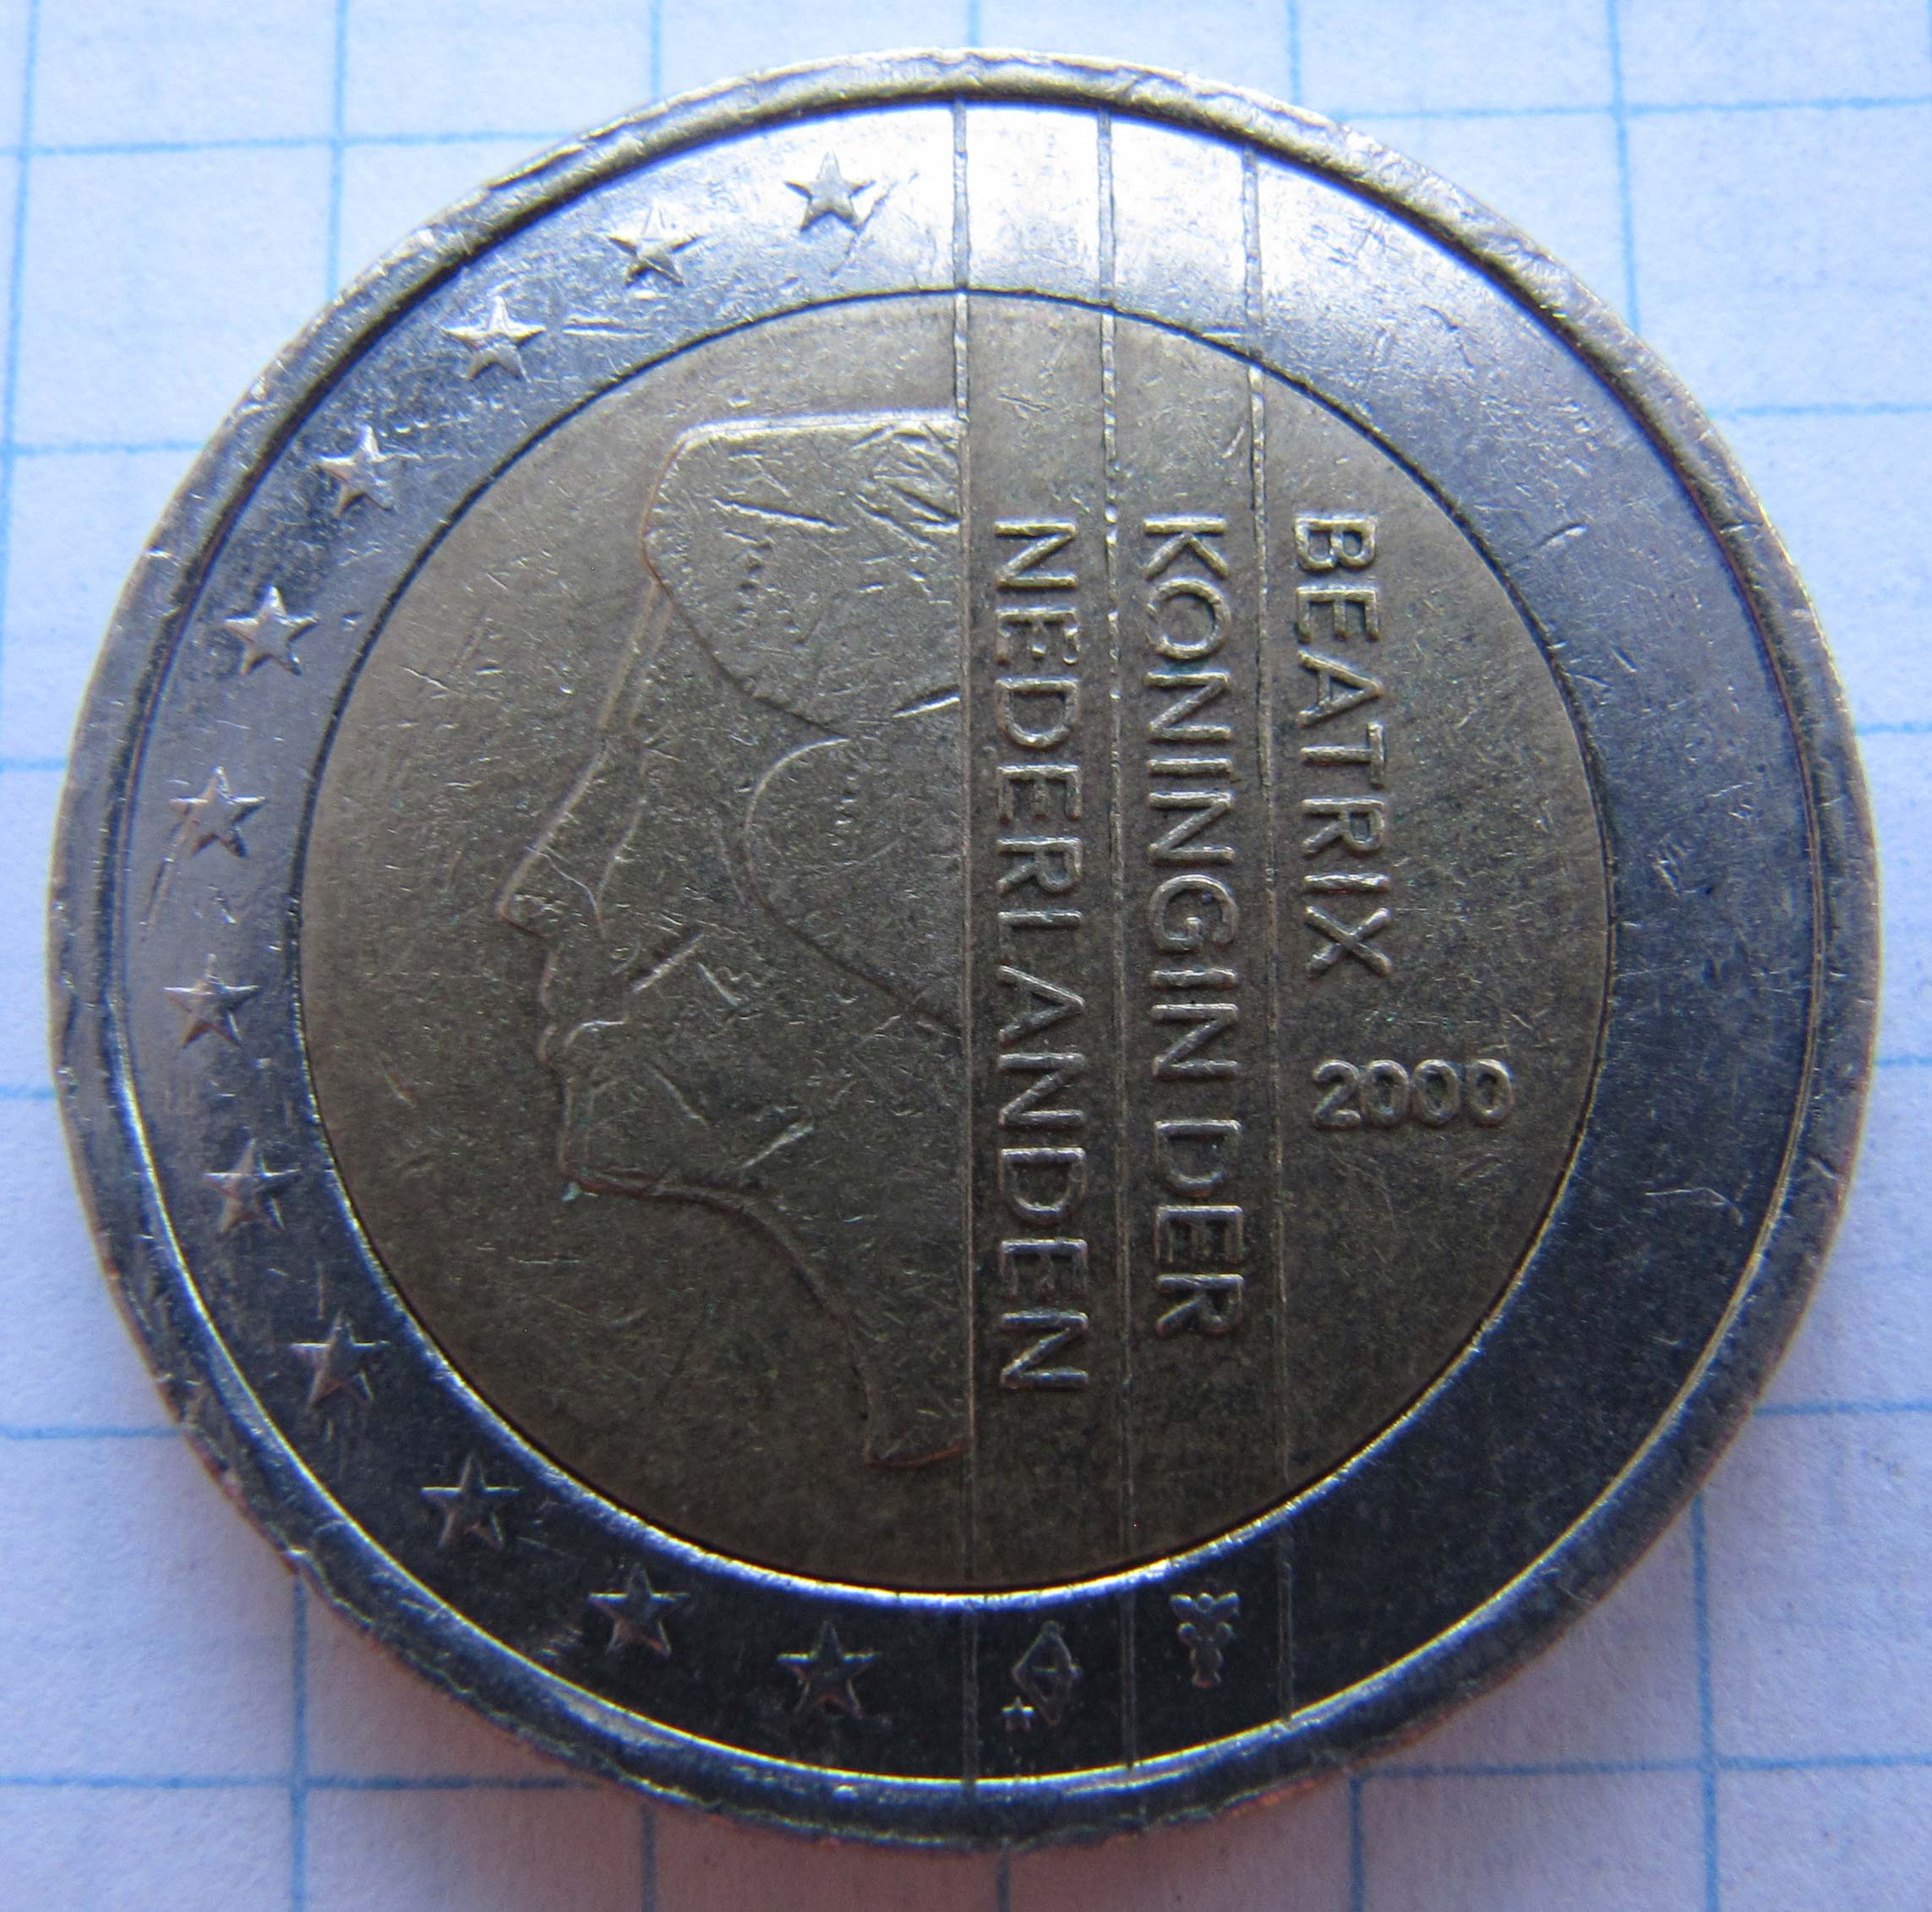 BEATRIX 2000
KONINGIN DER
NEDERLANDEN